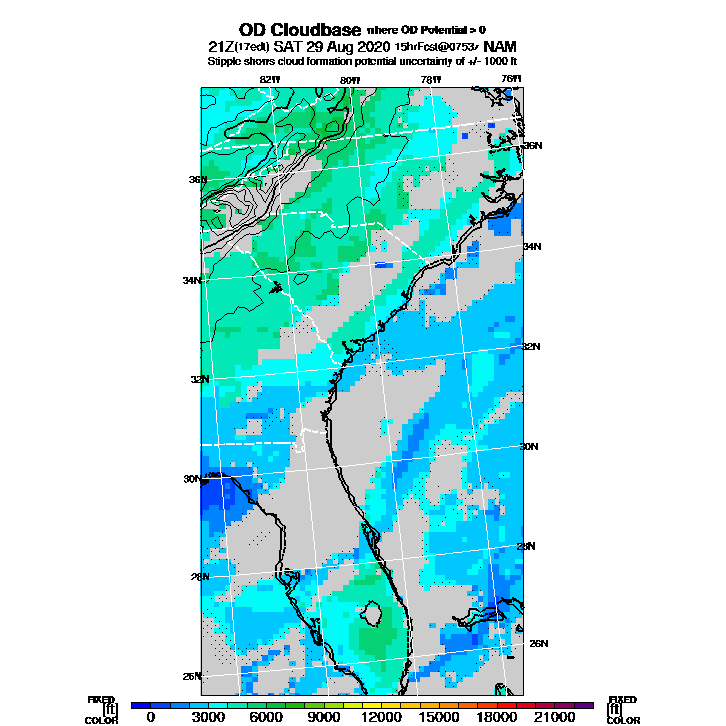 OD Cloudbase where OD Potential > 0
21Z(17edt) SAT 29 Aug 2020 15hrFcst@0753z NAM
Stipple shows cloud formation potential uncertainty of +/- 1000 ft
82W 80W 78W 76W
36N
36N
34N
34N
32N
32N
30N
30N
28N
28N
26N
26N
FIXED FIXED
[ft] [ft]
COLOR 0 3000 6000 9000 12000 15000 18000 21000 COLOR